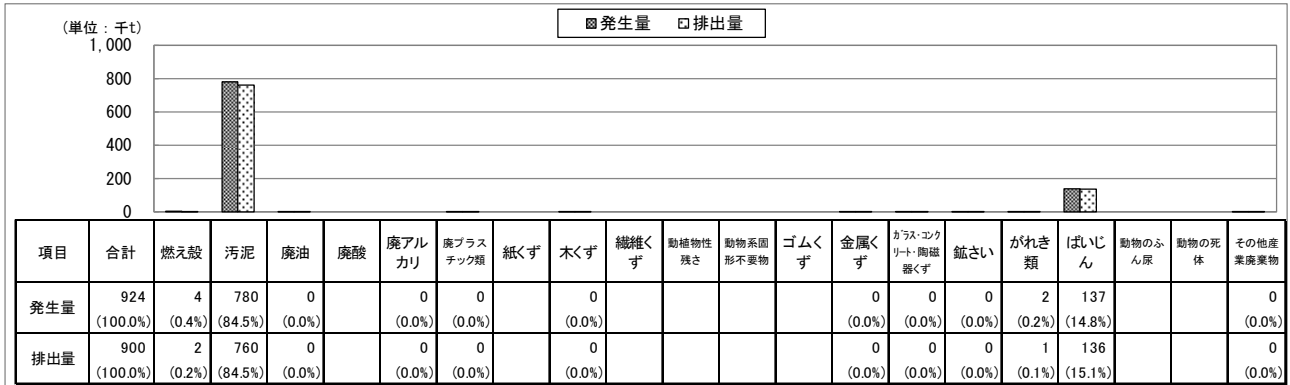 (単位：千t)
発生量 排出量
1,000
800
600
400
200
0
項目 合計 燃え殻 汚泥 廃油 廃酸 廃アルカリ 廃プラスチック類 紙くず 木くず 繊維くず 動植物性残さ 動物系固形不要物 ゴムくず 金属くず ガラス・コンクリート・陶磁器くず 鉱さい がれき類 ばいじん 動物のふん尿 動物の死体 その他産業廃棄物
発生量 924 4 780 0 0 0 0 0 0 0 2 137 0
(100.0%) (0.4%) (84.5%) (0.0%) (0.0%) (0.0%) (0.0%) (0.0%) (0.0%) (0.0%) (0.2%) (14.8%) (0.0%)
排出量 900 2 760 0 0 0 0 0 0 0 1 136 0
(100.0%) (0.2%) (84.5%) (0.0%) (0.0%) (0.0%) (0.0%) (0.0%) (0.0%) (0.0%) (0.1%) (15.1%) (0.0%)